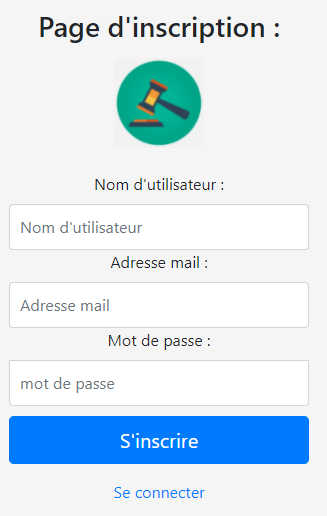 Page d'inscription :
Nom d'utilisateur :
Nom d'utilisateur
Adresse mail :
Adresse mail
Mot de passe :
mot de passe
S'inscrire
Se connecter